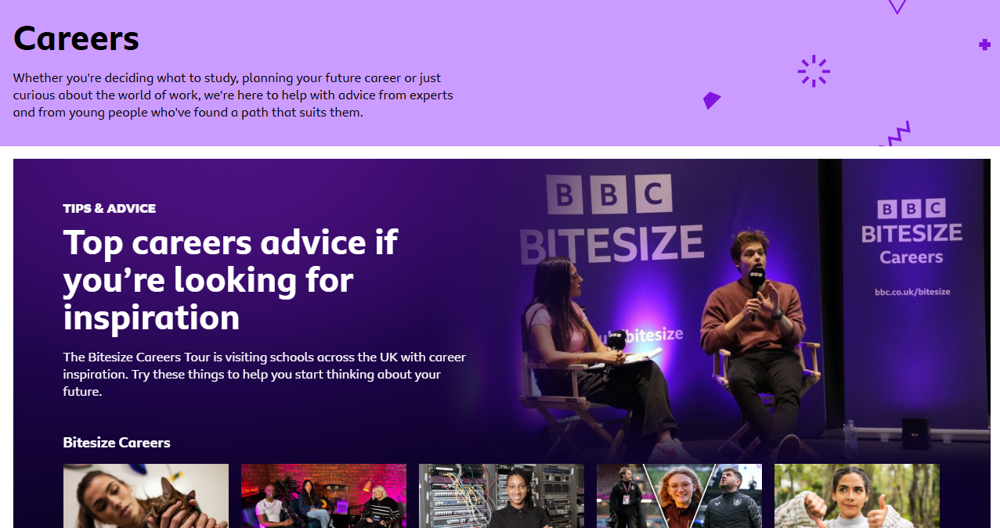 Careers
Whether you're deciding what to study, planning your future career or just
curious about the world of work, we're here to help with advice from experts
and from young people who've found a path that suits them.
TIPS & ADVICE
Top careers advice if
you’re looking for
inspiration
The Bitesize Careers Tour is visiting schools across the UK with career
inspiration. Try these things to help you start thinking about your
future.
BBC
BITESIZE
bitesize
BBC
BBC
BITESIZE
Careers
bbc.co.uk/bitesize
Bitesize Careers